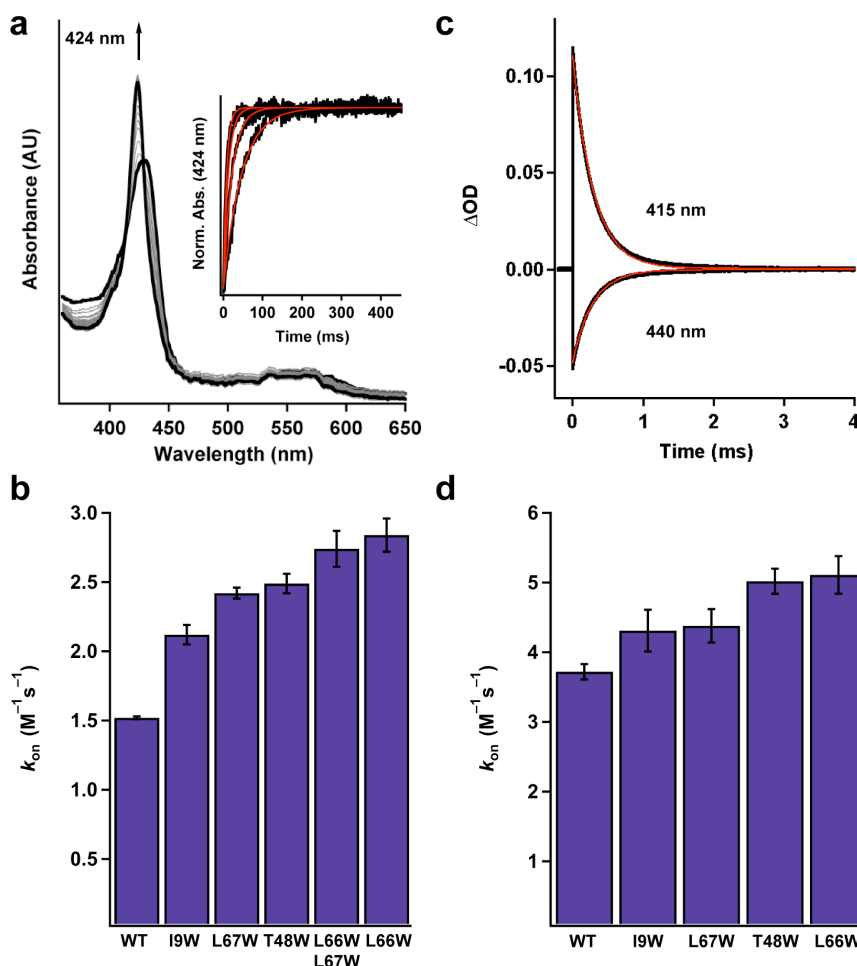 a
424 nm
Absorbance (AU)
400
450
500
550
600
650
Wavelength (nm)
Norm. Abs. (424 nm)
0
100
200
300
400
Time (ms)
c
0.10
0.05
0.00
-0.05
ΔOD
415 nm
440 nm
0
1
2
3
4
Time (ms)
b
3.0
2.5
2.0
1.5
1.0
0.5
kon (M−1 s−1)
WT
I9W
L67W
T48W
L66W
L67W
L66W
d
6
5
4
3
2
1
kon (M−1 s−1)
WT
I9W
L67W
T48W
L66W